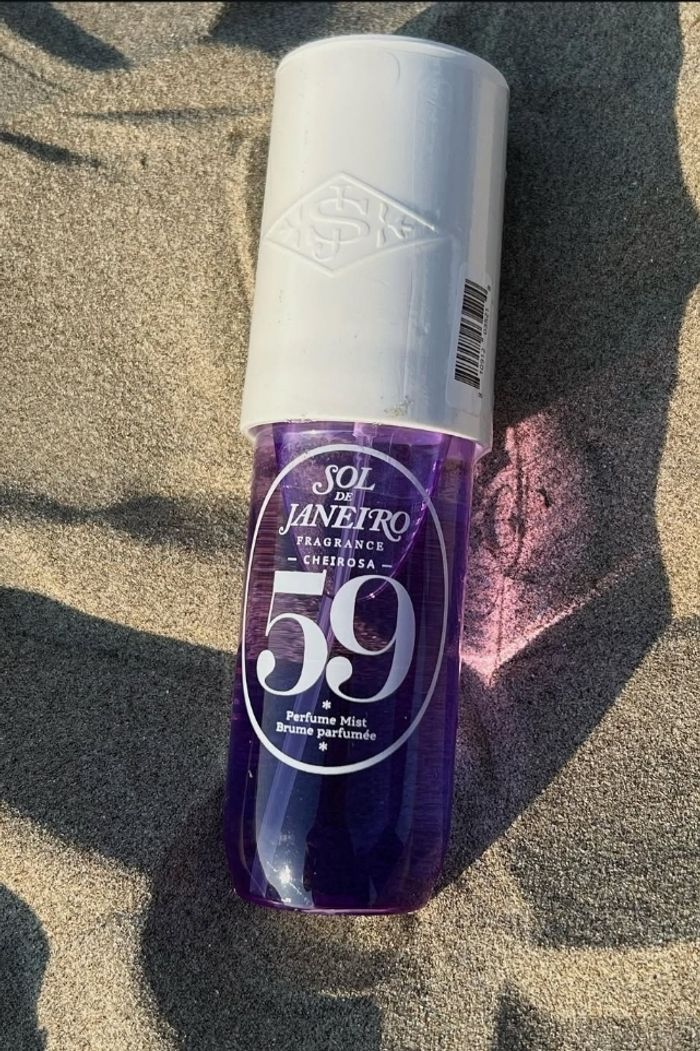 SOL
DE
JANEIRO
FRAGRANCE
– CHEIROSA –
59
*
Perfume Mist
Brume parfumée
*